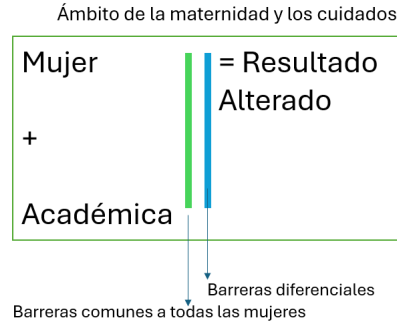 Ámbito de la maternidad y los cuidados
Mujer
+
Académica
= Resultado
Alterado
Barreras diferenciales
Barreras comunes a todas las mujeres